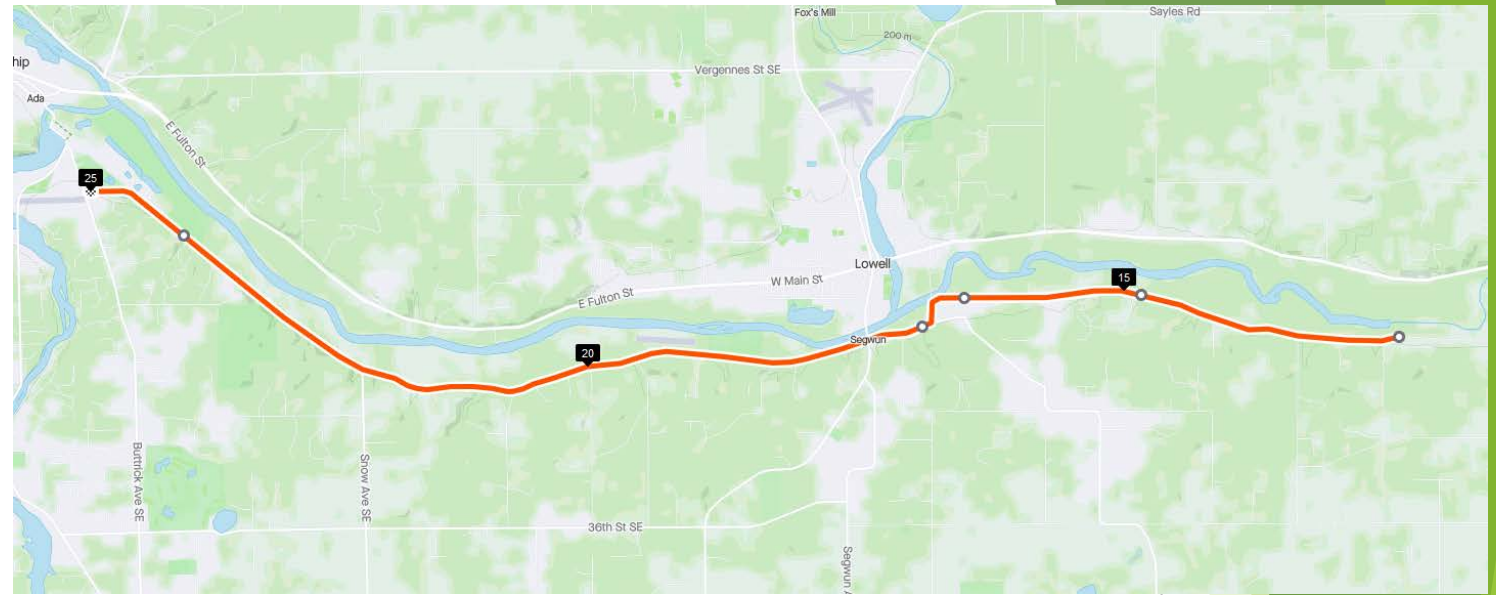 Fox's Mill
Sayles Rd
200 m
hip
Vergennes St SE
Ada
E Fulton St
25
Lowell
15
W Main St
E Fulton St
Segwun
20
Buttrick Ave SE
Snow Ave SE
36th St SE
Segwun A